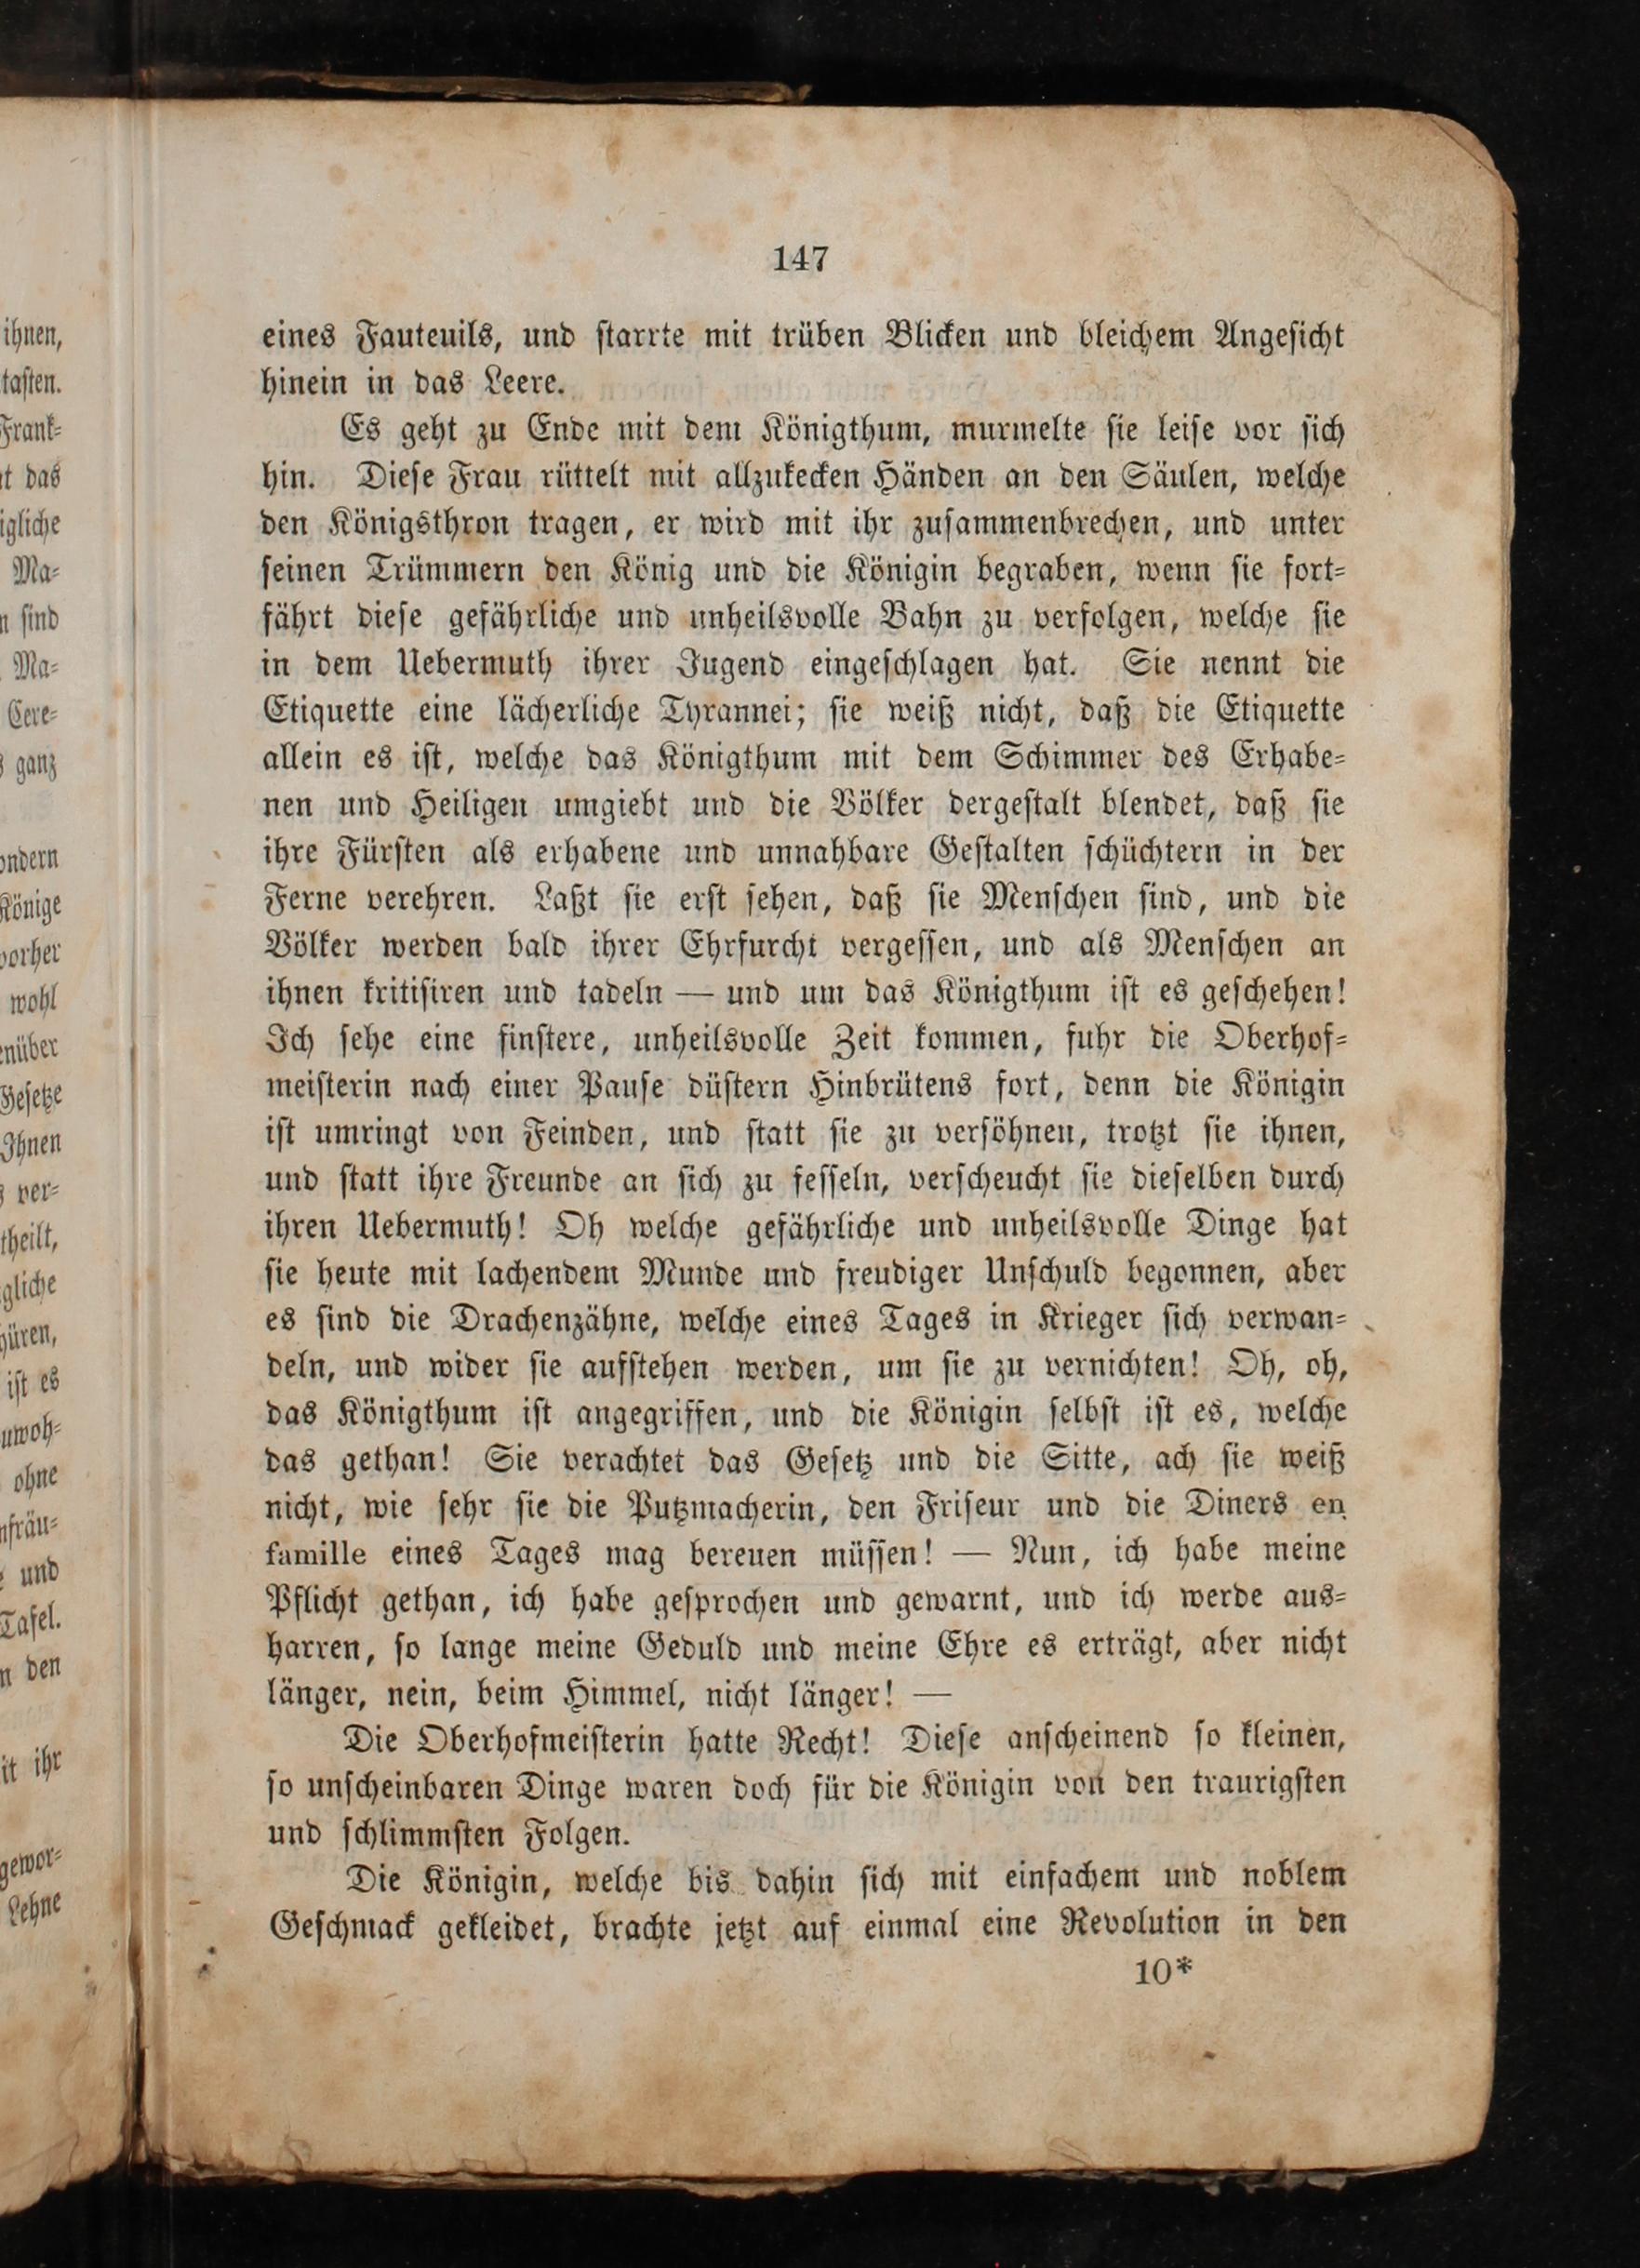 147
eines Fauteuils, und starrte mit trüben Blicken und bleichem Angesicht
hinein in das Leere.
Es geht zu Ende mit dem Königthum, murmelte sie leise vor sich
hin. Diese Frau rüttelt mit allzukecken Händen an den Säulen, welche
den Königsthron tragen, er wird mit ihr zusammenbrechen, und unter
seinen Trümmern den König und die Königin begraben, wenn sie fort-
fährt diese gefährliche und unheilsvolle Bahn zu verfolgen, welche sie
in dem Uebermuth ihrer Jugend eingeschlagen hat. Sie nennt die
Etiquette eine lächerliche Tyrannei; sie weiß nicht, daß die Etiquette
allein es ist, welche das Königthum mit dem Schimmer des Erhabe-
nen und Heiligen umgiebt und die Völker dergestalt blendet, daß sie
ihre Fürsten als erhabene und unnahbare Gestalten schüchtern in der
Ferne verehren. Laßt sie erst sehen, daß sie Menschen sind, und die
Völker werden bald ihrer Ehrfurcht vergessen, und als Menschen an
ihnen kritisiren und tadeln — und um das Königthum ist es geschehen!
Ich sehe eine finstere, unheilsvolle Zeit kommen, fuhr die Oberhof-
meisterin nach einer Pause düstern Hinbrütens fort, denn die Königin
ist umringt von Feinden, und statt sie zu versöhnen, trotzt sie ihnen,
und statt ihre Freunde an sich zu fesseln, verscheucht sie dieselben durch
ihren Uebermuth! Oh welche gefährliche und unheilsvolle Dinge hat
sie heute mit lachendem Munde und freudiger Unschuld begonnen, aber
es sind die Drachenzähne, welche eines Tages in Krieger sich verwan-
deln, und wider sie aufstehen werden, um sie zu vernichten! Oh, oh,
das Königthum ist angegriffen, und die Königin selbst ist es, welche
das gethan! Sie verachtet das Gesetz und die Sitte, ach sie weiß
nicht, wie sehr sie die Putzmacherin, den Friseur und die Diners en
famille eines Tages mag bereuen müssen! — Nun, ich habe meine
Pflicht gethan, ich habe gesprochen und gewarnt, und ich werde aus-
harren, so lange meine Geduld und meine Ehre es erträgt, aber nicht
länger, nein, beim Himmel, nicht länger! —
Die Oberhofmeisterin hatte Recht! Diese anscheinend so kleinen,
so unscheinbaren Dinge waren doch für die Königin von den traurigsten
und schlimmsten Folgen.
Die Königin, welche bis dahin sich mit einfachem und noblem
Geschmack gekleidet, brachte jetzt auf einmal eine Revolution in den
10*